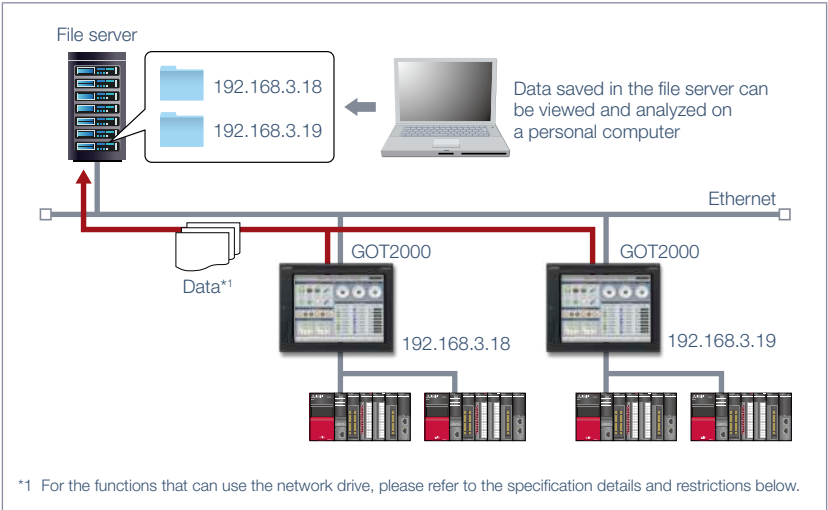 File server
192.168.3.18
192.168.3.19
Data saved in the file server can
be viewed and analyzed on
a personal computer
Ethernet
Data*1
GOT2000
192.168.3.18
GOT2000
192.168.3.19
*1 For the functions that can use the network drive, please refer to the specification details and restrictions below.